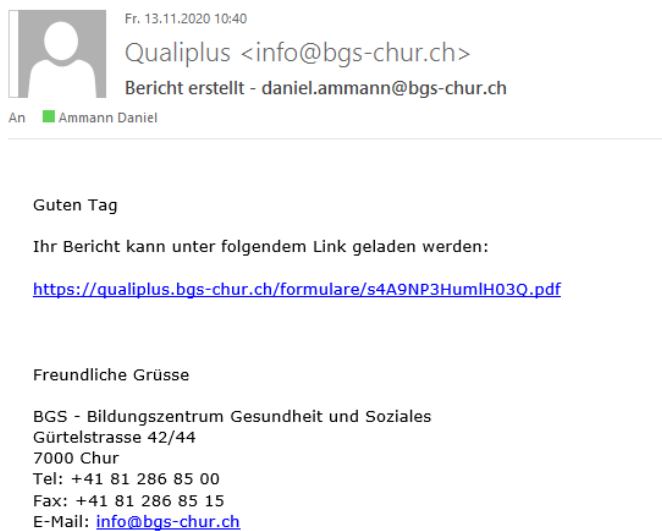 Fr. 13.11.2020 10:40
Qualiplus <info@bgs-chur.ch>
Bericht erstellt - daniel.ammann@bgs-chur.ch
An Ammann Daniel
Guten Tag
Ihr Bericht kann unter folgendem Link geladen werden:
https://qualiplus.bgs-chur.ch/formulare/s4A9NP3HumlH03Q.pdf
Freundliche Grüsse
BGS - Bildungszentrum Gesundheit und Soziales
Gürtelstrasse 42/44
7000 Chur
Tel: +41 81 286 85 00
Fax: +41 81 286 85 15
E-Mail: info@bgs-chur.ch